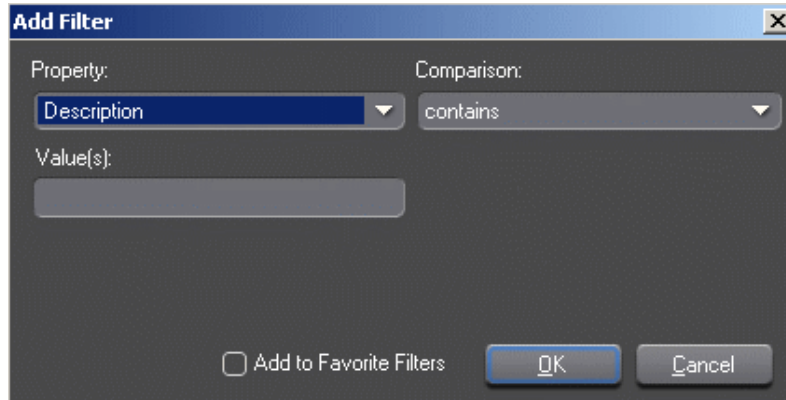 Add Filter
Property: Comparison:
Description contains
Value(s):
Add to Favorite Filters OK Cancel